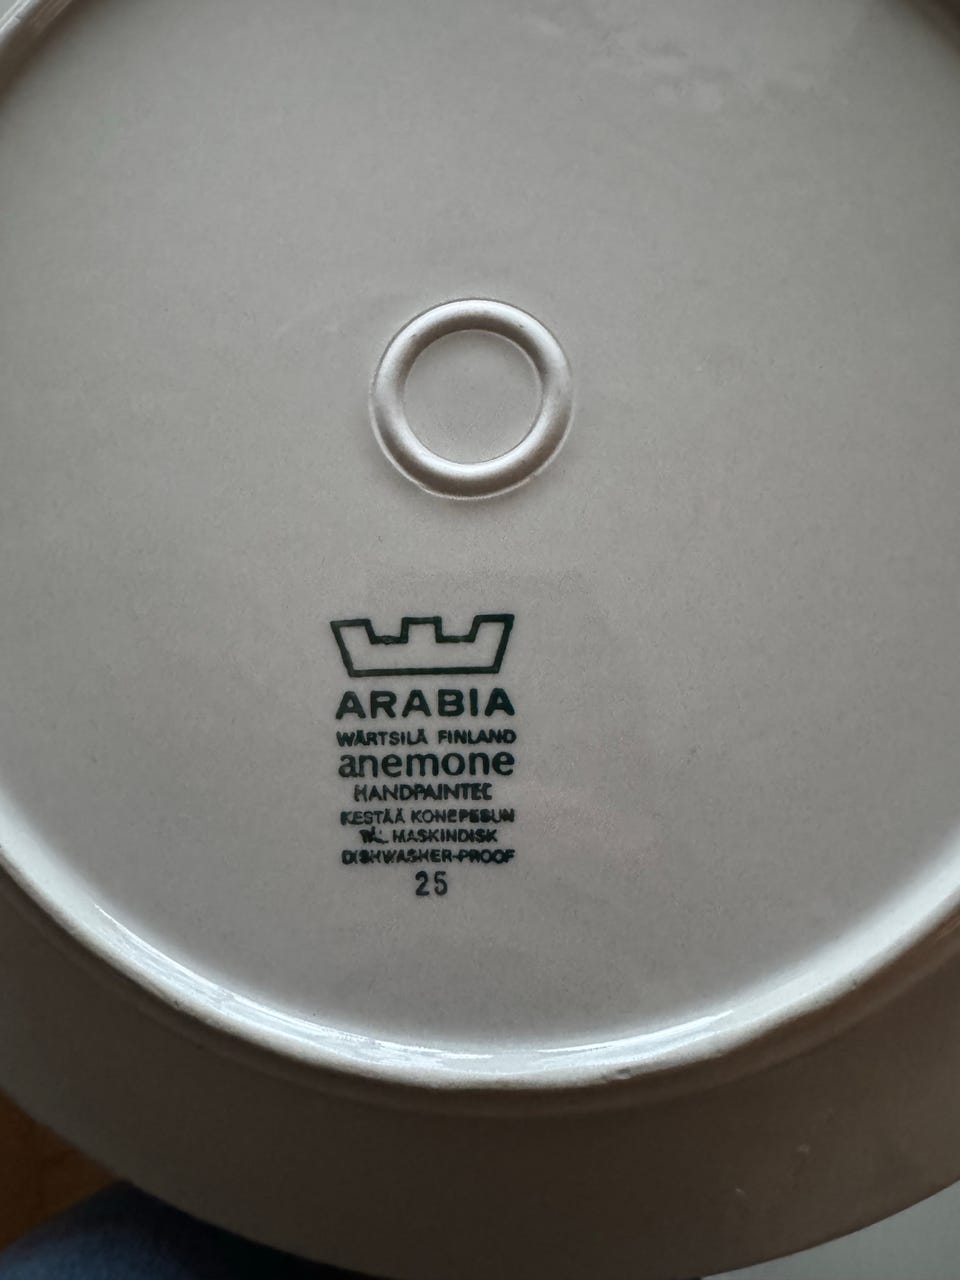 ARABIA
WÄRTSILÄ FINLAND
anemone
HANDPAINTED
KESTÄÄ KONEPESUN
TÅL MASKINDISK
DISHWASHER-PROOF
25